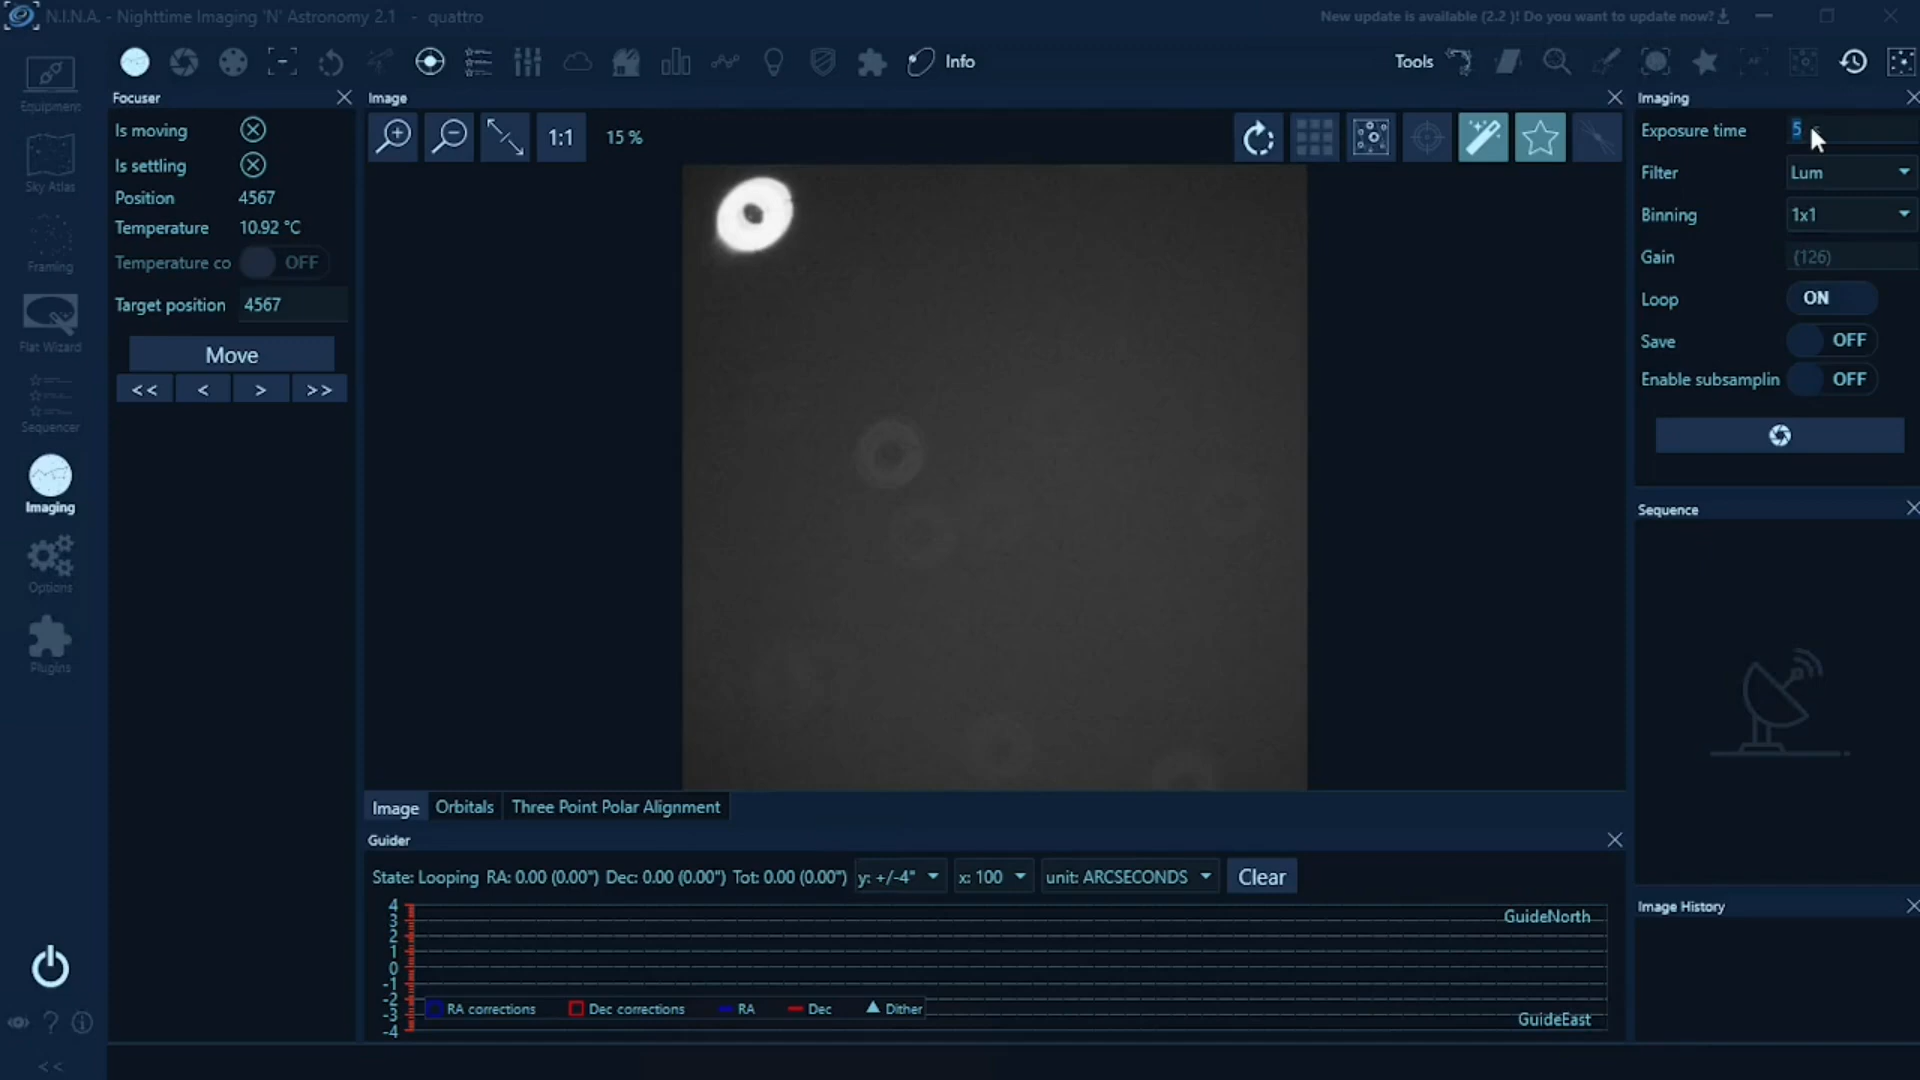 N.I.N.A. - Nighttime Imaging 'N' Astronomy 2.1 - quattro
New update is available (2.2 )! Do you want to update now?
Equipment
Sky Atlas
Framing
Flat Wizard
Sequencer
Imaging
Options
Plugins
<<
Info
Tools
Focuser
Is moving
Is settling
Position 4567
Temperature 10.92 °C
Temperature co OFF
Target position 4567
Move
<< < > >>
Image
1:1 15 %
Image Orbitals Three Point Polar Alignment
Guider
State: Looping RA: 0.00 (0.00") Dec: 0.00 (0.00") Tot: 0.00 (0.00") y: +/-4" x: 100 unit: ARCSECONDS Clear
4
3
2
1
0
-1
-2
-3
-4
GuideNorth
GuideEast
RA corrections Dec corrections RA Dec Dither
Imaging
Exposure time 5
Filter Lum
Binning 1x1
Gain (126)
Loop ON
Save OFF
Enable subsamplin OFF
Sequence
Image History